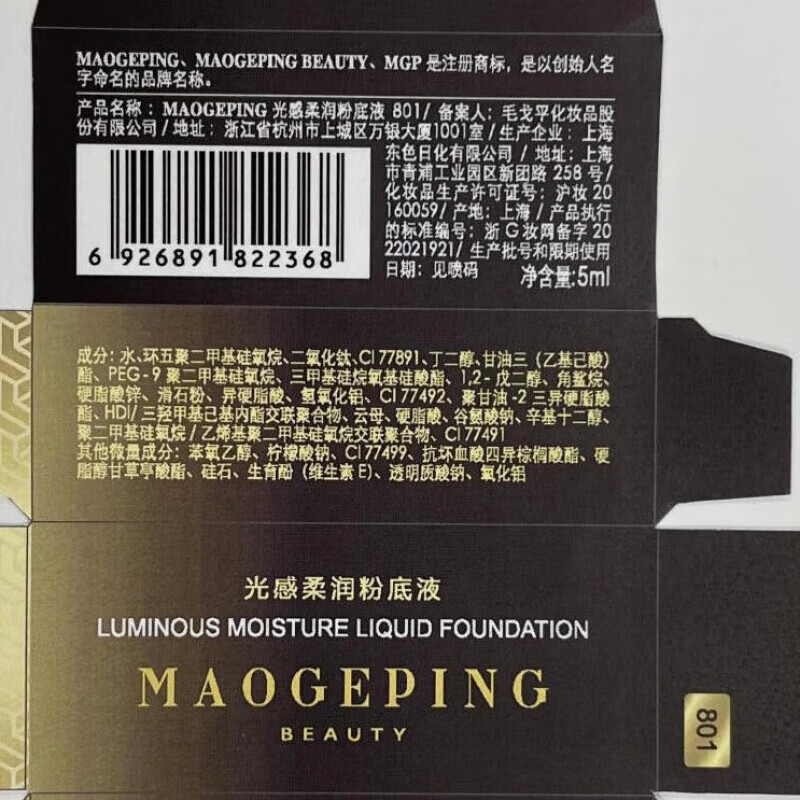 MAOGEPING、MAOGEPING BEAUTY、MGP 是注册商标，是以创始人名
字命名的品牌名称。
产品名称：MAOGEPING 光感柔润粉底液 801/ 备案人：毛戈平化妆品股
份有限公司 / 地址：浙江省杭州市上城区万银大厦1001室 / 生产企业：上海
东色日化有限公司 / 地址：上海
市青浦工业园区新团路 258 号/
化妆品生产许可证号：沪妆 20
160059/ 产地：上海 / 产品执行
的标准编号：浙 G 妆网备字 20
22021921/ 生产批号和限期使用
日期：见喷码 净含量:5ml
6 926891 822368
成分：水、环五聚二甲基硅氧烷、二氧化钛、CI 77891、丁二醇、甘油三（乙基己酸）
酯、PEG - 9 聚二甲基硅氧烷、三甲基硅烷氧基硅酸酯、1,2- 戊二醇、角鲨烷、
硬脂酸锌、滑石粉、异硬脂酸、氢氧化铝、CI 77492、聚甘油 -2 三异硬脂酸
酯、HDI/ 三羟甲基己基内酯交联聚合物、云母、硬脂酸、谷氨酸钠、辛基十二醇、
聚二甲基硅氧烷 / 乙烯基聚二甲基硅氧烷交联聚合物、CI 77491
其他微量成分：苯氧乙醇、柠檬酸钠、CI 77499、抗坏血酸四异棕榈酸酯、硬
脂醇甘草亭酸酯、硅石、生育酚（维生素 E）、透明质酸钠、氧化铝
光感柔润粉底液
LUMINOUS MOISTURE LIQUID FOUNDATION
MAOGEPING
BEAUTY
801